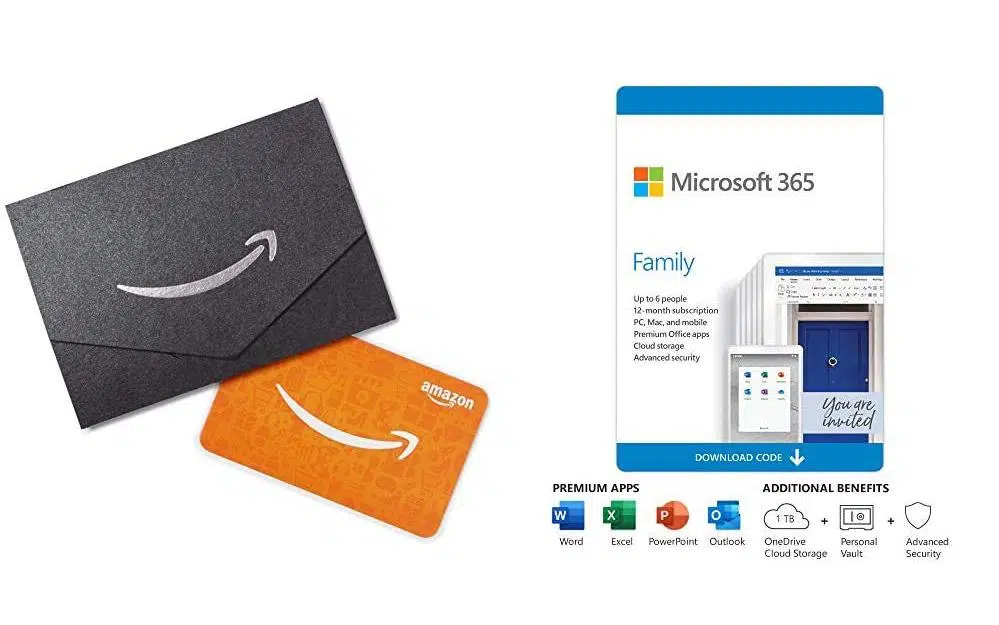 amazon
Microsoft 365
Family
Up to 6 people
12-month subscription
PC, Mac, and mobile
Premium Office apps
Cloud storage
Advanced security
You are
invited
DOWNLOAD CODE
PREMIUM APPS
W
X
P
O
Word
Excel
PowerPoint
Outlook
ADDITIONAL BENEFITS
1 TB
+
+
OneDrive
Cloud Storage
Personal
Vault
Advanced
Security